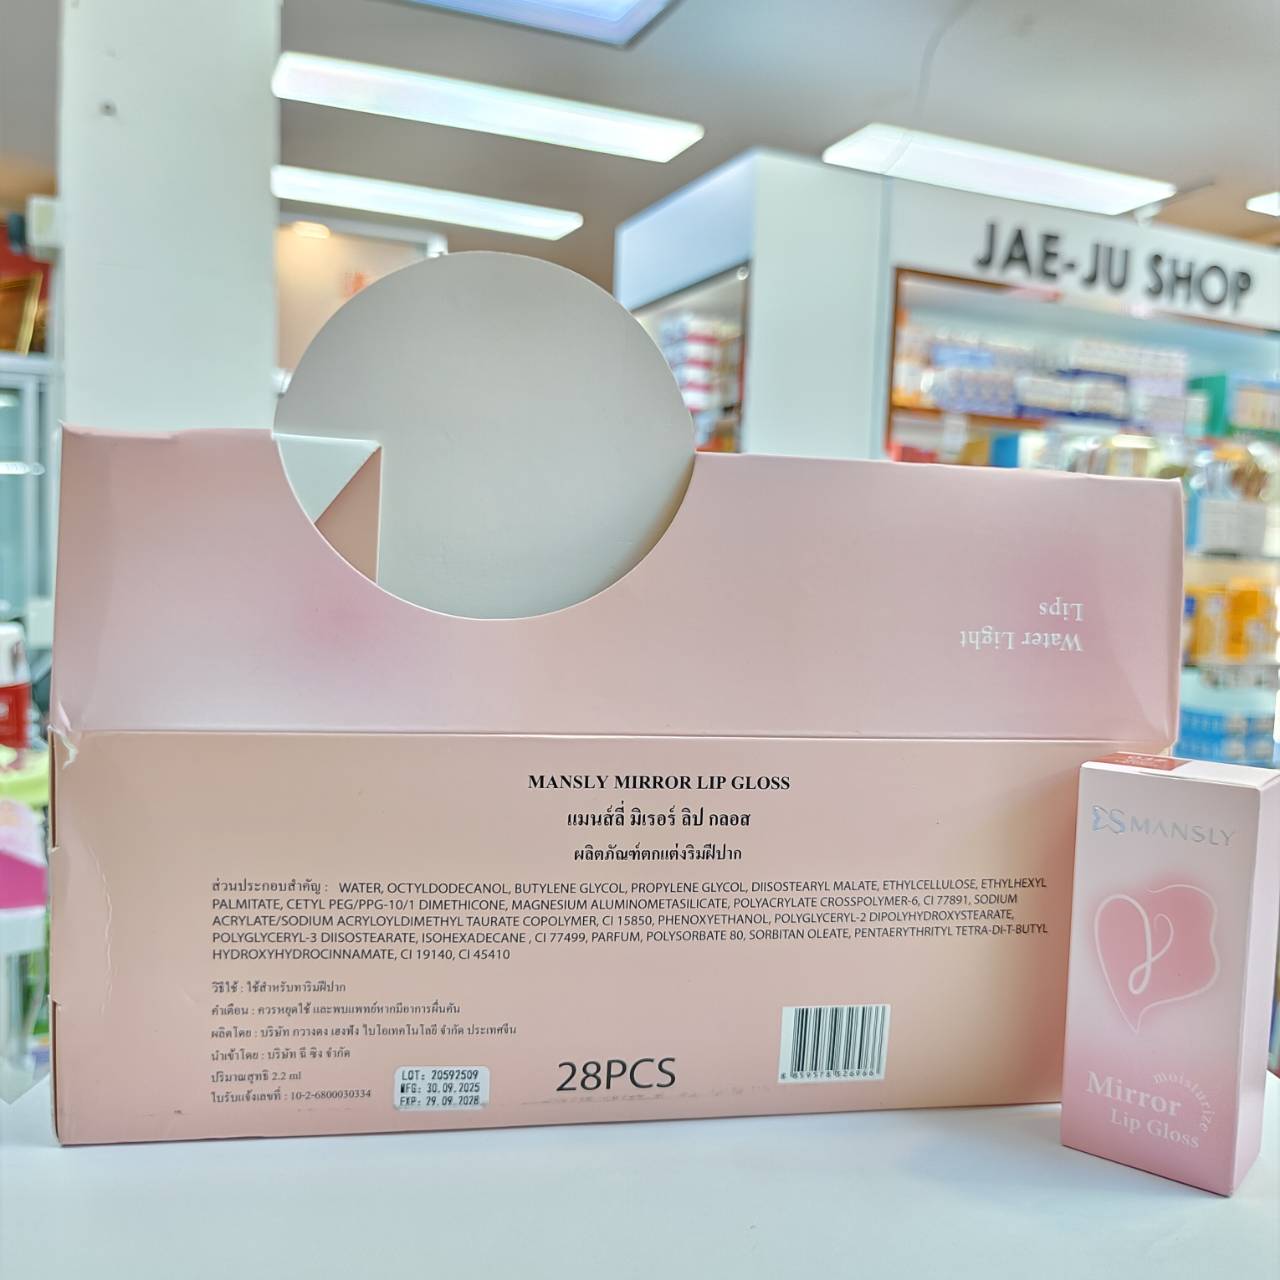 JAE-JU SHOP
Water Light
Lips
MANSLY MIRROR LIP GLOSS
แมนส์ลี่ มิเรอร์ ลิป กลอส
ผลิตภัณฑ์ตกแต่งริมฝีปาก
ส่วนประกอบสำคัญ : WATER, OCTYLDODECANOL, BUTYLENE GLYCOL, PROPYLENE GLYCOL, DIISOSTEARYL MALATE, ETHYLCELLULOSE, ETHYLHEXYL
PALMITATE, CETYL PEG/PPG-10/1 DIMETHICONE, MAGNESIUM ALUMINOMETASILICATE, POLYACRYLATE CROSSPOLYMER-6, CI 77891, SODIUM
ACRYLATE/SODIUM ACRYLOYLDIMETHYL TAURATE COPOLYMER, CI 15850, PHENOXYETHANOL, POLYGLYCERYL-2 DIPOLYHYDROXYSTEARATE,
POLYGLYCERYL-3 DIISOSTEARATE, ISOHEXADECANE , CI 77499, PARFUM, POLYSORBATE 80, SORBITAN OLEATE, PENTAERYTHRITYL TETRA-DI-T-BUTYL
HYDROXYHYDROCINNAMATE, CI 19140, CI 45410
วิธีใช้ : ใช้สำหรับทาริมฝีปาก
คำเตือน : ควรหยุดใช้ และพบแพทย์หากมีอาการผื่นคัน
ผลิตโดย : บริษัท กวางตง เฮงฟัง ไบโอเทคโนโลยี จำกัด ประเทศจีน
นำเข้าโดย : บริษัท ฉี ซิง จำกัด
ปริมาณสุทธิ 2.2 ml
ใบรับแจ้งเลขที่ : 10-2-6800030334
LOT: 20592509
MFG: 30.09.2025
EXP: 29.09.2028
28PCS
MANSLY
moisturize
Mirror
Lip Gloss